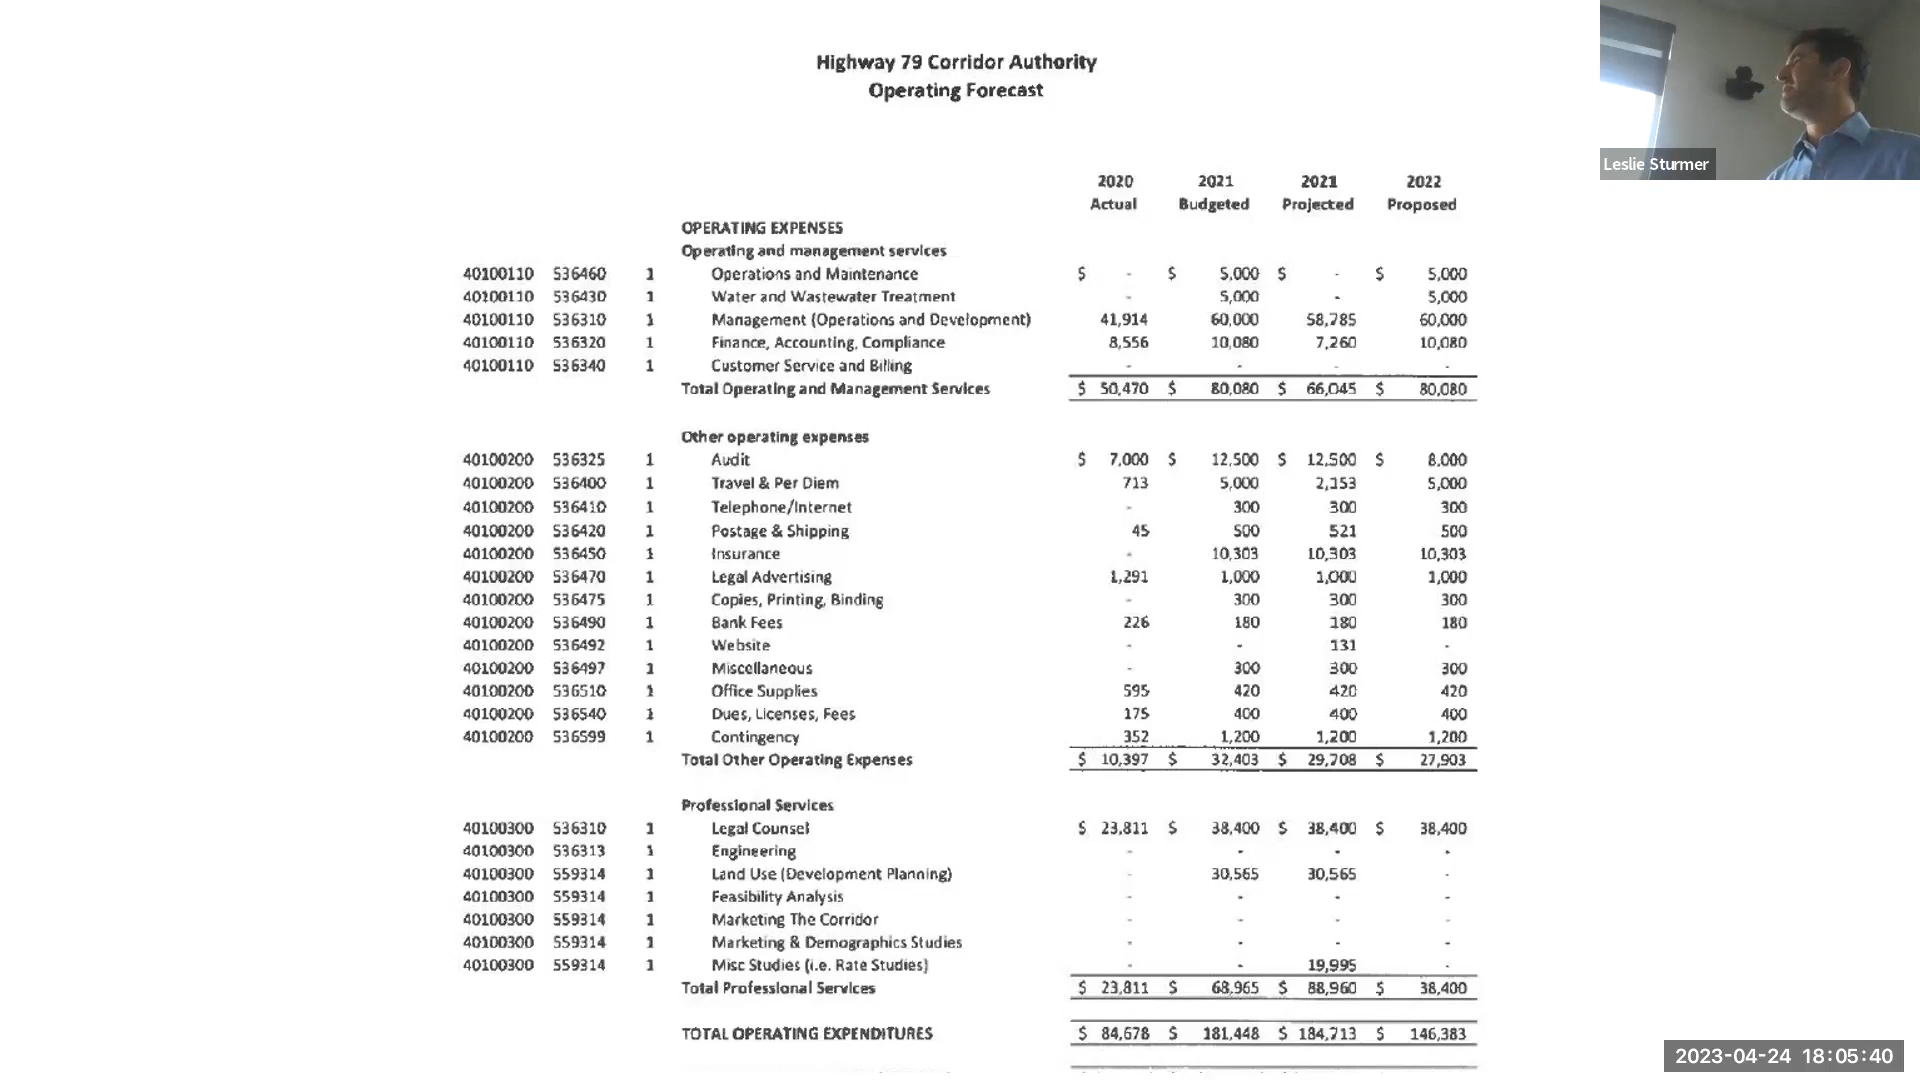 Highway 79 Corridor Authority
Operating Forecast
Leslie Sturmer
2020 2021 2021 2022
Actual Budgeted Projected Proposed
OPERATING EXPENSES
Operating and management services
40100110 536460 1 Operations and Maintenance $ - $ 5,000 $ - $ 5,000
40100110 536430 1 Water and Wastewater Treatment - 5,000 - 5,000
40100110 536310 1 Management (Operations and Development) 41,914 60,000 58,785 60,000
40100110 536320 1 Finance, Accounting, Compliance 8,556 10,080 7,260 10,080
40100110 536340 1 Customer Service and Billing - - - -
Total Operating and Management Services $ 50,470 $ 80,080 $ 66,045 $ 80,080
Other operating expenses
40100200 536325 1 Audit $ 7,000 $ 12,500 $ 12,500 $ 8,000
40100200 536400 1 Travel & Per Diem 713 5,000 2,153 5,000
40100200 536410 1 Telephone/Internet - 300 300 300
40100200 536420 1 Postage & Shipping 45 500 521 500
40100200 536450 1 Insurance - 10,303 10,303 10,303
40100200 536470 1 Legal Advertising 1,291 1,000 1,000 1,000
40100200 536475 1 Copies, Printing, Binding - 300 300 300
40100200 536490 1 Bank Fees 226 180 180 180
40100200 536492 1 Website - - 131 -
40100200 536497 1 Miscellaneous - 300 300 300
40100200 536510 1 Office Supplies 595 420 420 420
40100200 536540 1 Dues, Licenses, Fees 175 400 400 400
40100200 536599 1 Contingency 352 1,200 1,200 1,200
Total Other Operating Expenses $ 10,397 $ 32,403 $ 29,708 $ 27,903
Professional Services
40100300 536310 1 Legal Counsel $ 23,811 $ 38,400 $ 38,400 $ 38,400
40100300 536313 1 Engineering - - - -
40100300 559314 1 Land Use (Development Planning) - 30,565 30,565 -
40100300 559314 1 Feasibility Analysis - - - -
40100300 559314 1 Marketing The Corridor - - - -
40100300 559314 1 Marketing & Demographics Studies - - - -
40100300 559314 1 Misc Studies (i.e. Rate Studies) - - 19,995 -
Total Professional Services $ 23,811 $ 68,965 $ 88,960 $ 38,400
TOTAL OPERATING EXPENDITURES $ 84,678 $ 181,448 $ 184,713 $ 146,383
2023-04-24 18:05:40